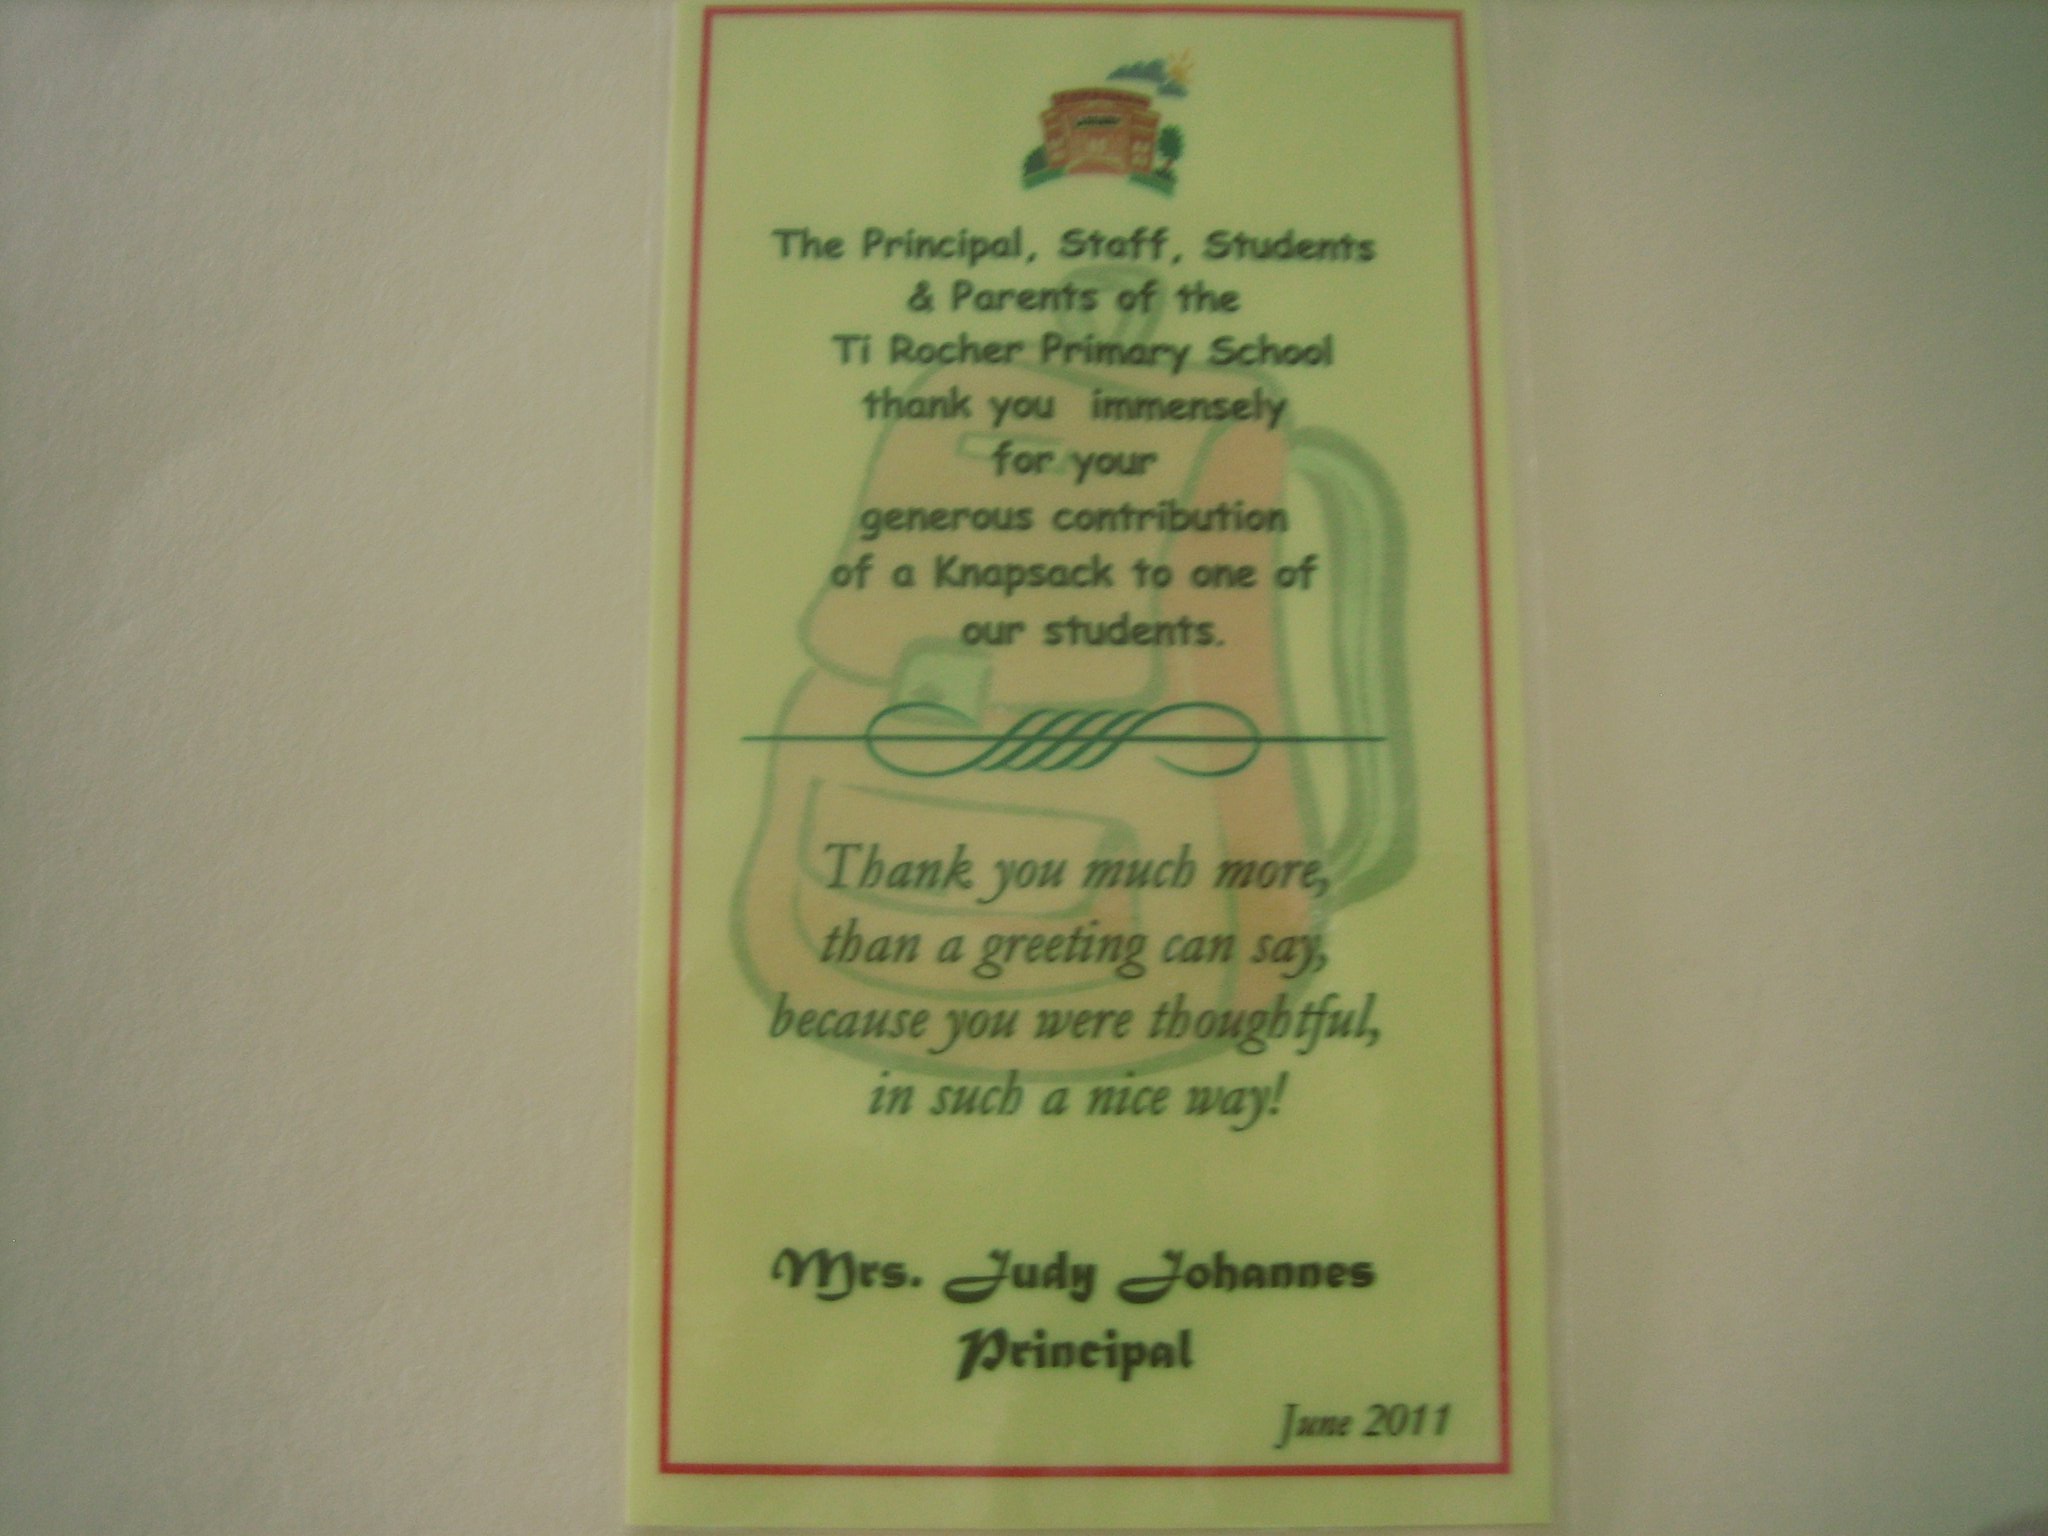 The Principal, Staff, Students
& Parents of the
Ti Rocher Primary School
thank you immensely
for your
generous contribution
of a Knapsack to one of
our students.
Thank you much more,
than a greeting can say,
because you were thoughtful,
in such a nice way!
Mrs. Judy Johannes
Principal
June 2011